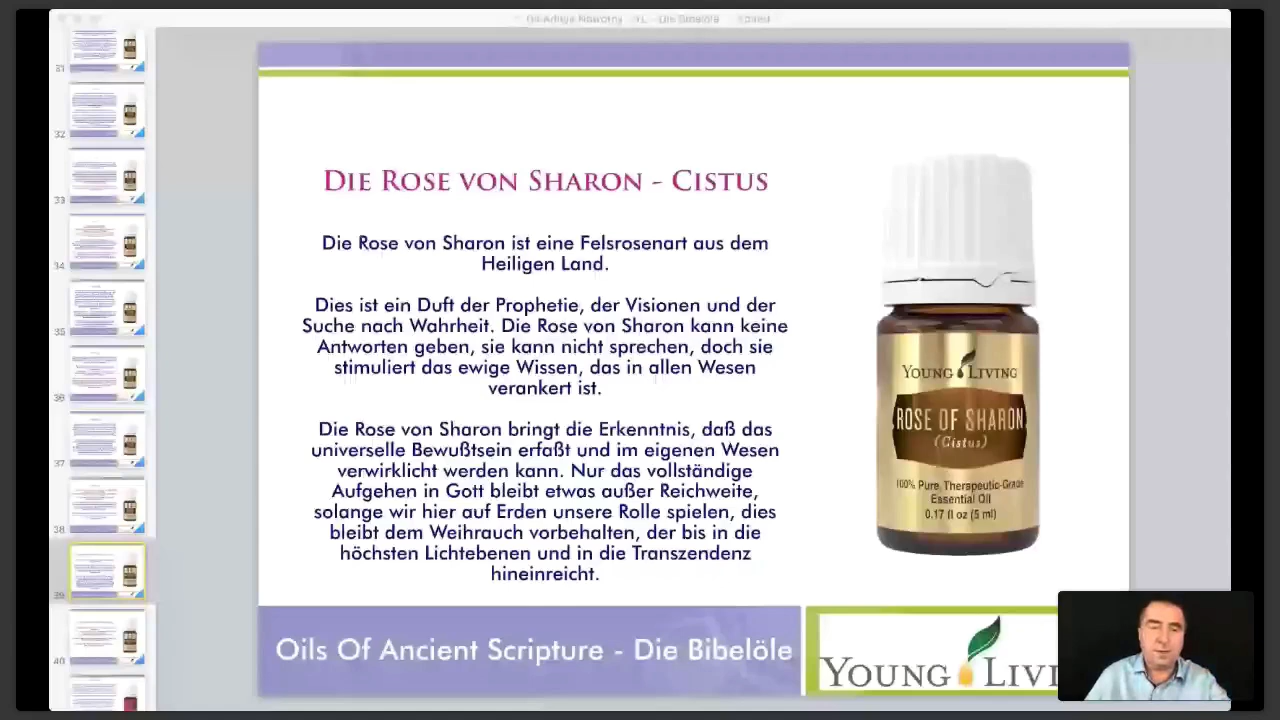 Die Rose von Sharon - Cistus
Die Rose von Sharon ist eine Felsrosenart aus dem
Heiligen Land.
Dies ist ein Duft der Prophetie, der Visionen und der
Suche nach Wahrheit. Die Rose von Sharon kann keine
Antworten geben, sie kann nicht sprechen, doch sie
stimuliert das ewige Wissen, das in allen Wesen
verankert ist.
Die Rose von Sharon bringt die Erkenntnis, daß das
universelle Bewußtsein erfaßt und im eigenen Wesen
verwirklicht werden kann. Nur das vollständige
Aufgehen in Gott bleibt etwas außer Reichweite,
solange wir hier auf Erden unsere Rolle spielen, dies
bleibt dem Weihrauch vorbehalten, der bis in die
höchsten Lichtebenen und in die Transzendenz
hineinreicht.
Young Living
ROSE OF SHARON
(Cistus)
100% Pure, Therapeutic-Grade
Essential Oil
0.17 fl oz (5 ml)
Oils Of Ancient Scripture - Die Bibelöle
Young Livi
32
33
34
35
36
37
38
39
40